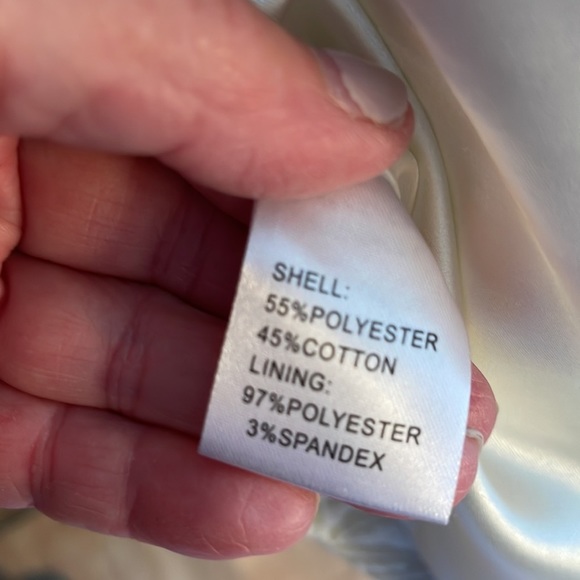 SHELL:
55%POLYESTER
45%COTTON
LINING:
97%POLYESTER
3%SPANDEX